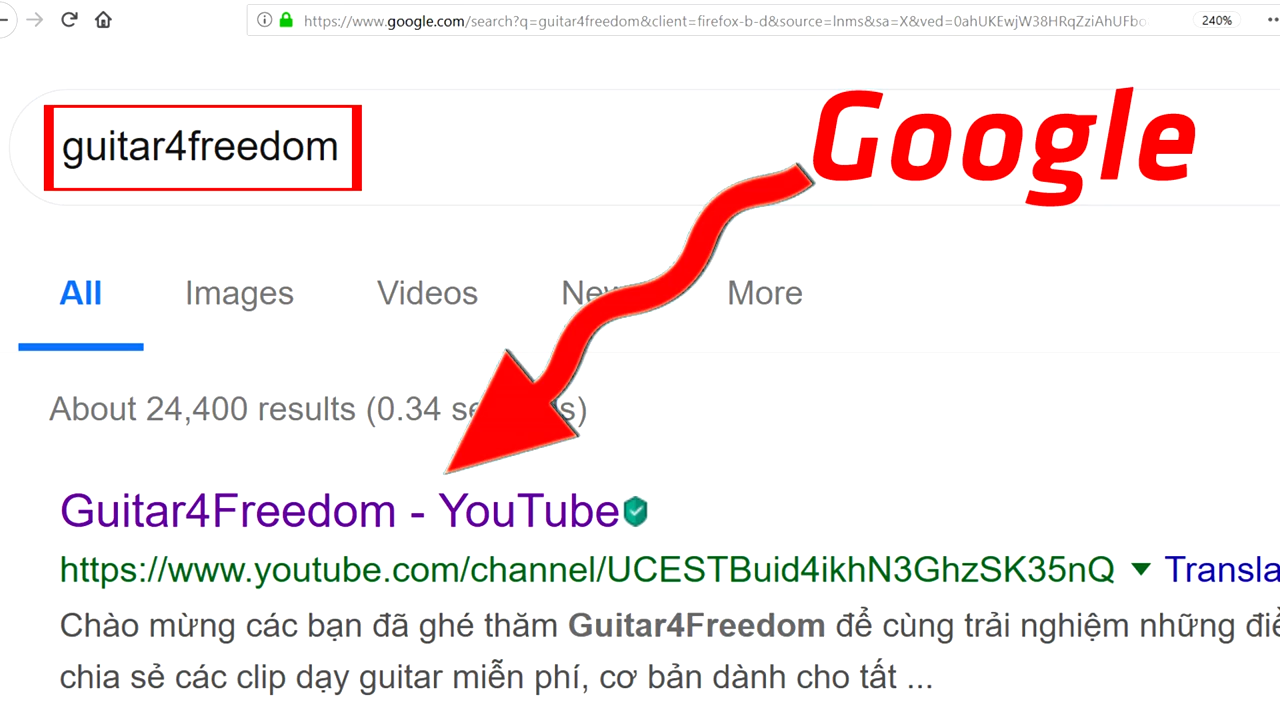 https://www.google.com/search?q=guitar4freedom&client=firefox-b-d&source=lnms&sa=X&ved=0ahUKEwjW38HRqZziAhUFbo
240%
guitar4freedom
Google
All Images Videos More
About 24,400 results (0.34
Guitar4Freedom - YouTube
https://www.youtube.com/channel/UCESTBuid4ikhN3GhzSK35nQ Transla
Chào mừng các bạn đã ghé thăm Guitar4Freedom để cùng trải nghiệm những điề
chia sẻ các clip dạy guitar miễn phí, cơ bản dành cho tất ...